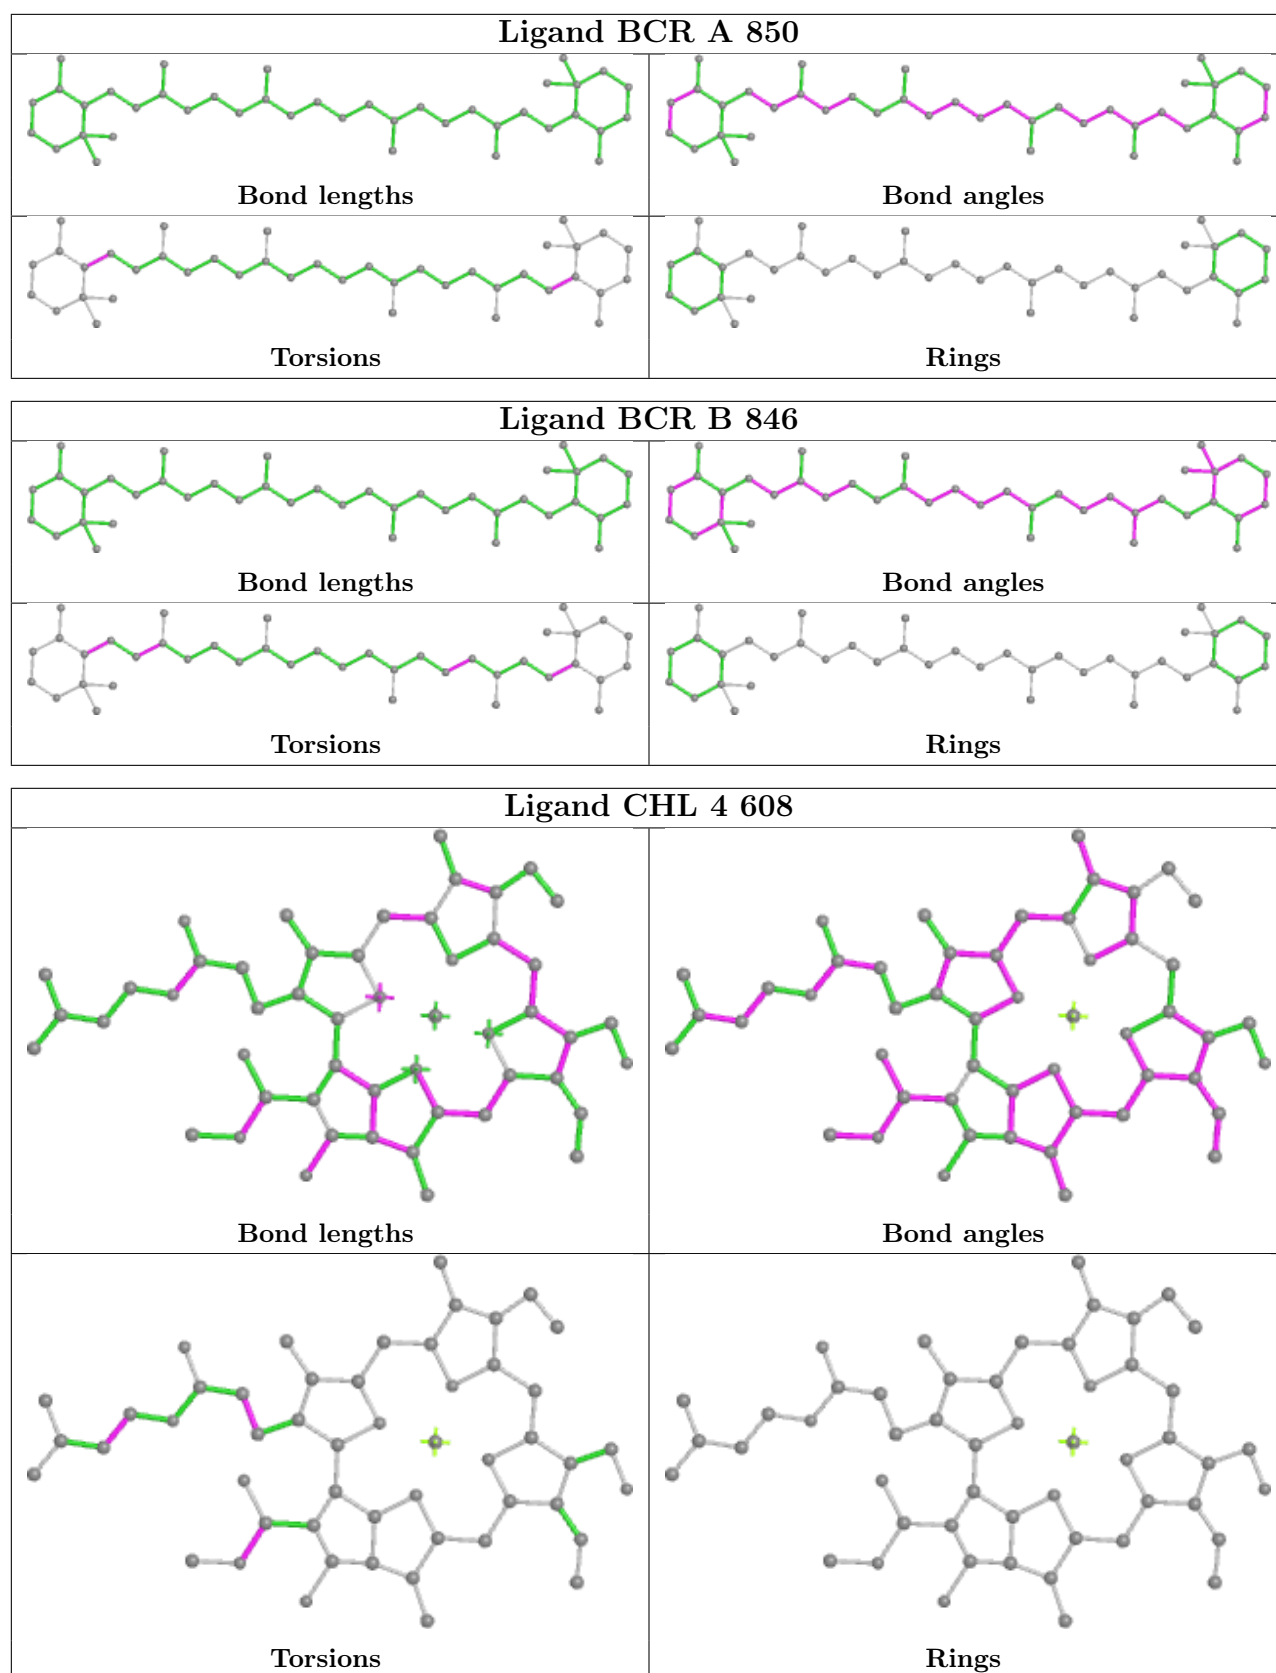 Ligand BCR A 850
Bond lengths
Bond angles
Torsions
Rings
Ligand BCR B 846
Bond lengths
Bond angles
Torsions
Rings
Ligand CHL 4 608
Bond lengths
Bond angles
Torsions
Rings